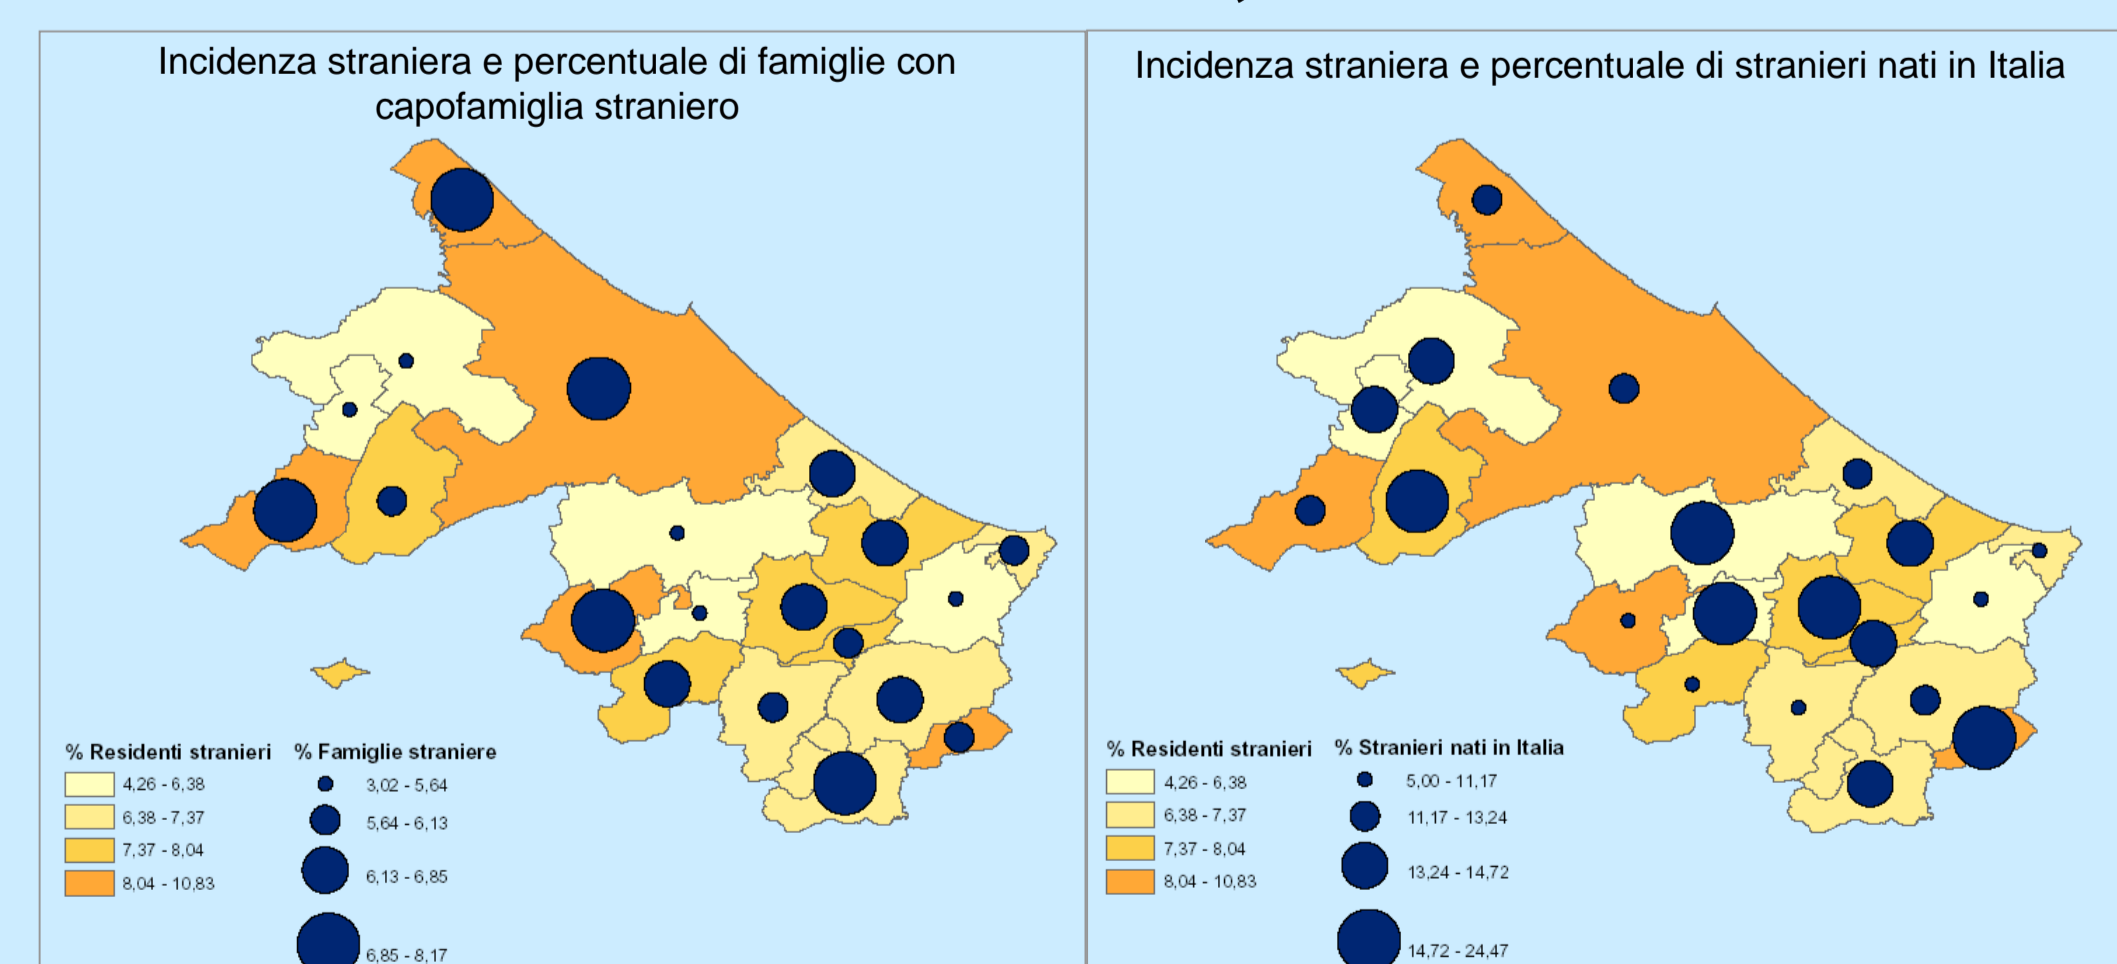 Incidenza straniera e percentuale di famiglie con
capofamiglia straniero
% Residenti stranieri
4,26 - 6,38
6,38 - 7,37
7,37 - 8,04
8,04 - 10,83
% Famiglie straniere
3,02 - 5,64
5,64 - 6,13
6,13 - 6,85
6,85 - 8,17
Incidenza straniera e percentuale di stranieri nati in Italia
% Residenti stranieri
4,26 - 6,38
6,38 - 7,37
7,37 - 8,04
8,04 - 10,83
% Stranieri nati in Italia
5,00 - 11,17
11,17 - 13,24
13,24 - 14,72
14,72 - 24,47